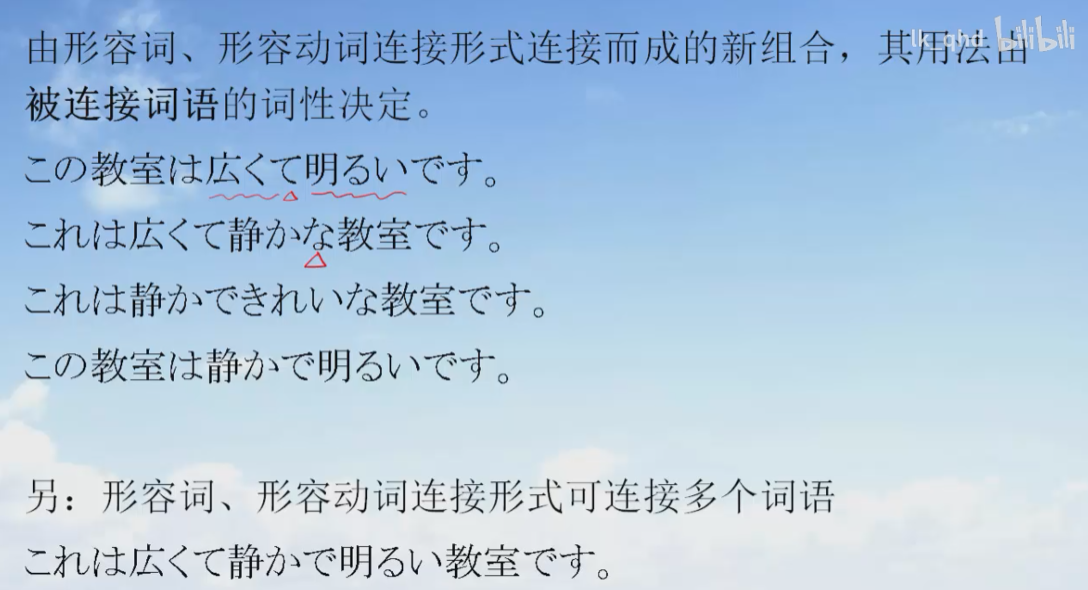 由形容词、形容动词连接形式连接而成的新组合，其用法由
被连接词语的词性决定。
この教室は広くて明るいです。
これは広くて静かな教室です。
これは静かできれいな教室です。
この教室は静かで明るいです。
另：形容词、形容动词连接形式可连接多个词语
これは広くて静かで明るい教室です。
lk_qhd bilibili